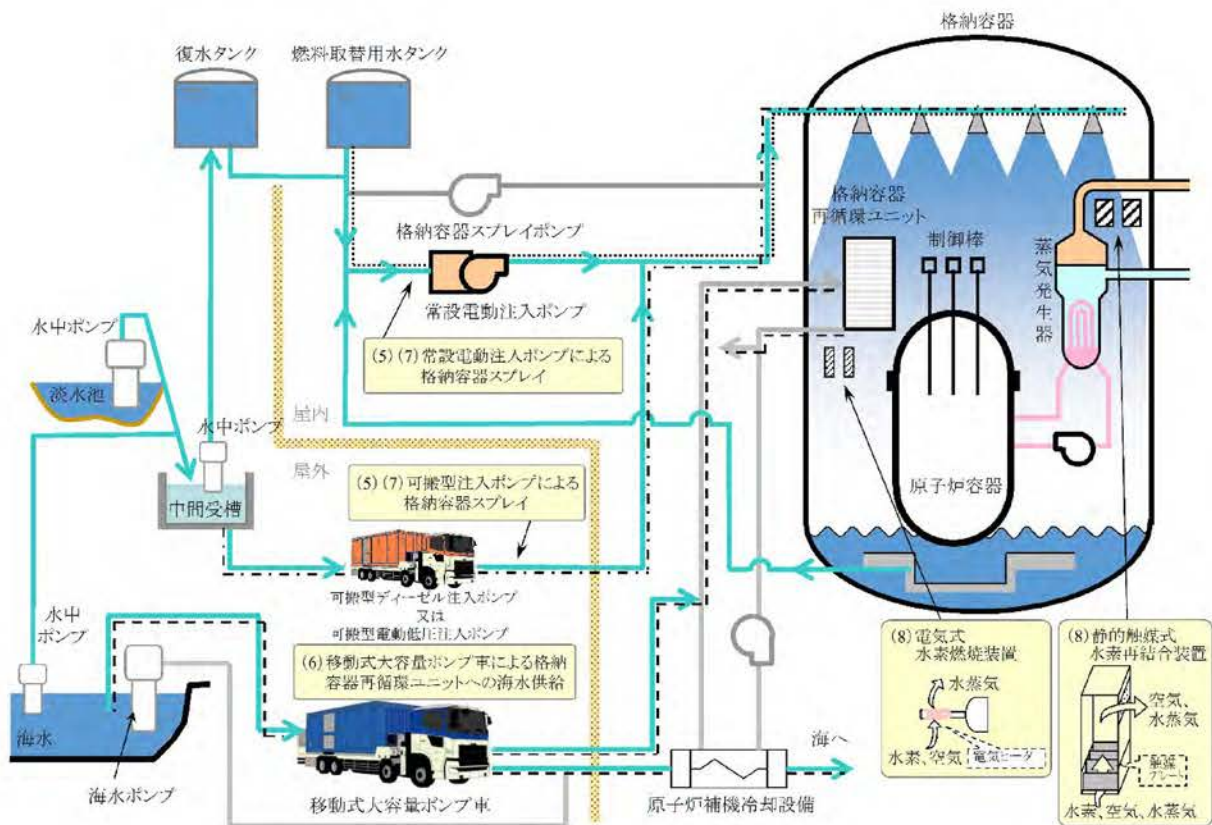 格納容器
復水タンク
燃料取替用水タンク
格納容器スプレイポンプ
格納容器
再循環ユニット
制御棒
蒸気発生器
常設電動注入ポンプ
(5)(7)常設電動注入ポンプによる
格納容器スプレイ
水中ポンプ
淡水池
水中ポンプ
屋内
屋外
中間受槽
(5)(7)可搬型注入ポンプによる
格納容器スプレイ
原子炉容器
可搬型ディーゼル注入ポンプ
又は
可搬型電動低圧注入ポンプ
水中
ポンプ
(6)移動式大容量ポンプ車による格納
容器再循環ユニットへの海水供給
海水
海水ポンプ
移動式大容量ポンプ車
原子炉補機冷却設備
海へ
(8)電気式
水素燃焼装置
水蒸気
水素、空気
電気ヒータ
(8)静的触媒式
水素再結合装置
空気、
水蒸気
触媒
プレート
水素、空気、水蒸気